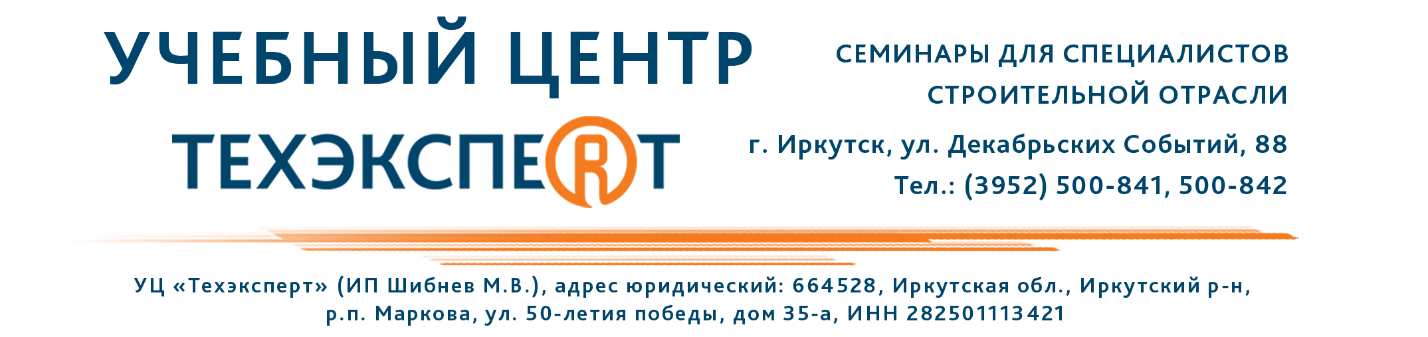 УЧЕБНЫЙ ЦЕНТР
ТЕХЭКСПЕRТ
СЕМИНАРЫ ДЛЯ СПЕЦИАЛИСТОВ
СТРОИТЕЛЬНОЙ ОТРАСЛИ
г. Иркутск, ул. Декабрьских Событий, 88
Тел.: (3952) 500-841, 500-842
УЦ «Техэксперт» (ИП Шибнев М.В.), адрес юридический: 664528, Иркутская обл., Иркутский р-н,
р.п. Маркова, ул. 50-летия победы, дом 35-а, ИНН 282501113421